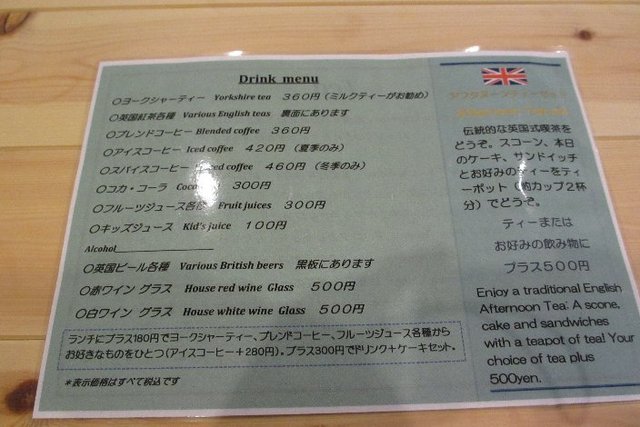 Drink menu
○ヨークシャーティー Yorkshire tea 360円（ミルクティーがお勧め）
○英国紅茶各種 Various English teas 裏面にあります
○ブレンドコーヒー Blended coffee 360円
○アイスコーヒー Iced coffee 420円（夏季のみ）
○スパイスコーヒー coffee 460円（冬季のみ）
○コカ・コーラ 300円
○フルーツジュース各種 Fruit juices 300円
○キッズジュース Kid's juice 100円
Alcohol
○英国ビール各種 Various British beers 黒板にあります
○赤ワイン グラス House red wine Glass 500円
○白ワイン グラス House white wine Glass 500円
ランチにプラス180円でヨークシャーティー、ブレンドコーヒー、フルーツジュース各種から
お好きなものをひとつ（アイスコーヒー＋280円）。プラス300円でドリンク＋ケーキセット。
＊表示価格はすべて税込です
アフタヌーンティーセット
伝統的な英国式喫茶を
どうぞ。スコーン、本日
のケーキ、サンドイッチ
とお好みのティーをティ
ーポット（約カップ2杯
分）でどうぞ。
ティーまたは
お好みの飲み物に
プラス500円
Enjoy a traditional English
Afternoon Tea: A scone,
cake and sandwiches
with a teapot of tea! Your
choice of tea plus
500yen.